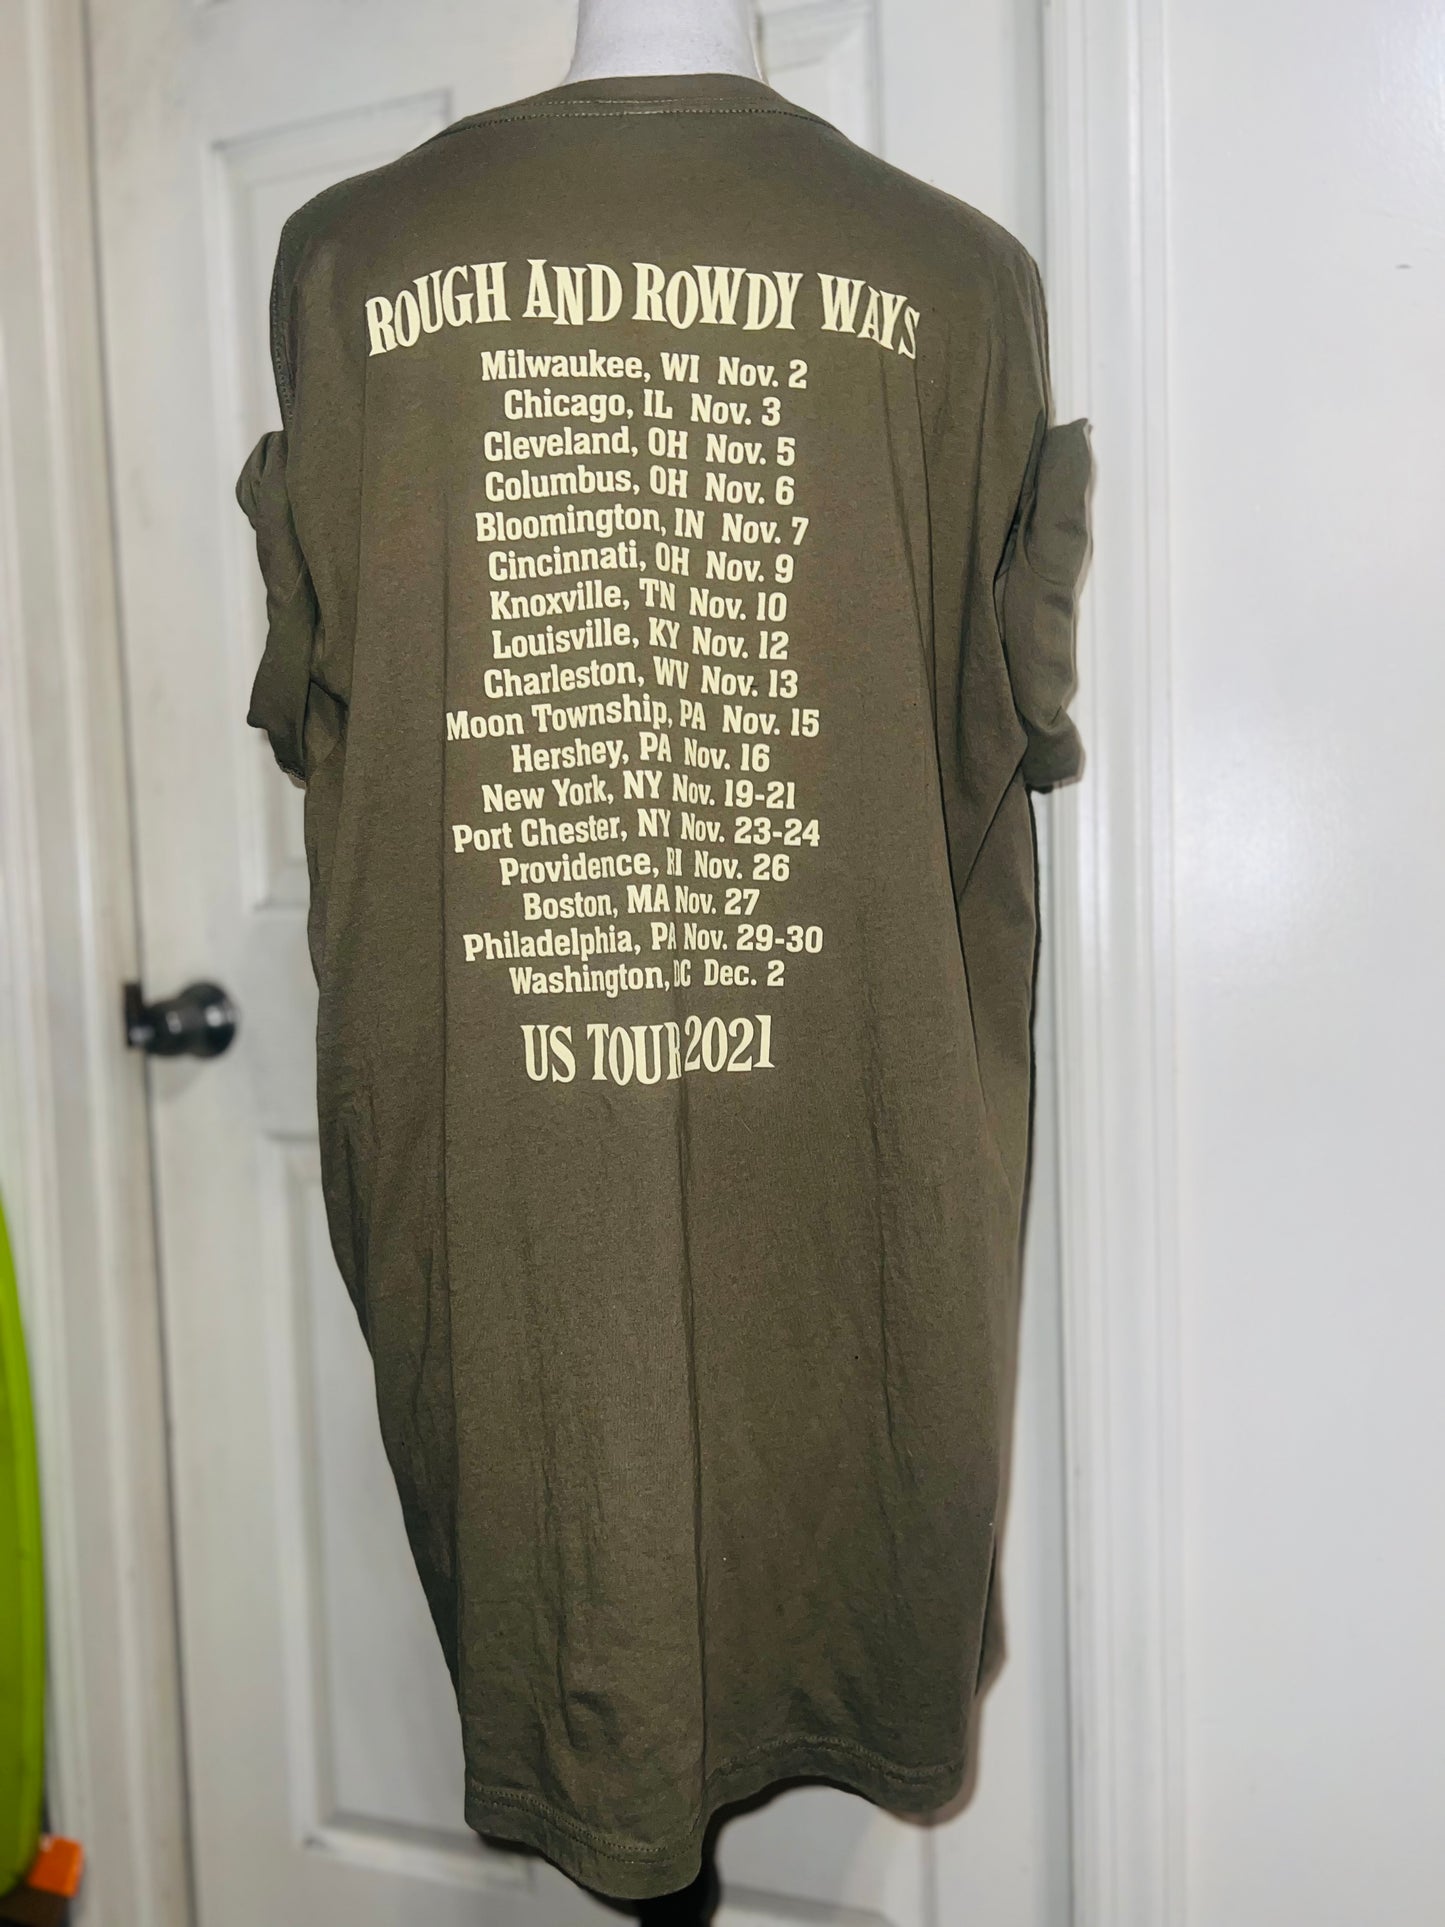 ROUGH AND ROWDY WAYS
Milwaukee, WI Nov. 2
Chicago, IL Nov. 3
Cleveland, OH Nov. 5
Columbus, OH Nov. 6
Bloomington, IN Nov. 7
Cincinnati, OH Nov. 9
Knoxville, TN Nov. 10
Louisville, KY Nov. 12
Charleston, WV Nov. 13
Moon Township, PA Nov. 15
Hershey, PA Nov. 16
New York, NY Nov. 19-21
Port Chester, NY Nov. 23-24
Providence, RI Nov. 26
Boston, MA Nov. 27
Philadelphia, PA Nov. 29-30
Washington, DC Dec. 2
US TOUR 2021